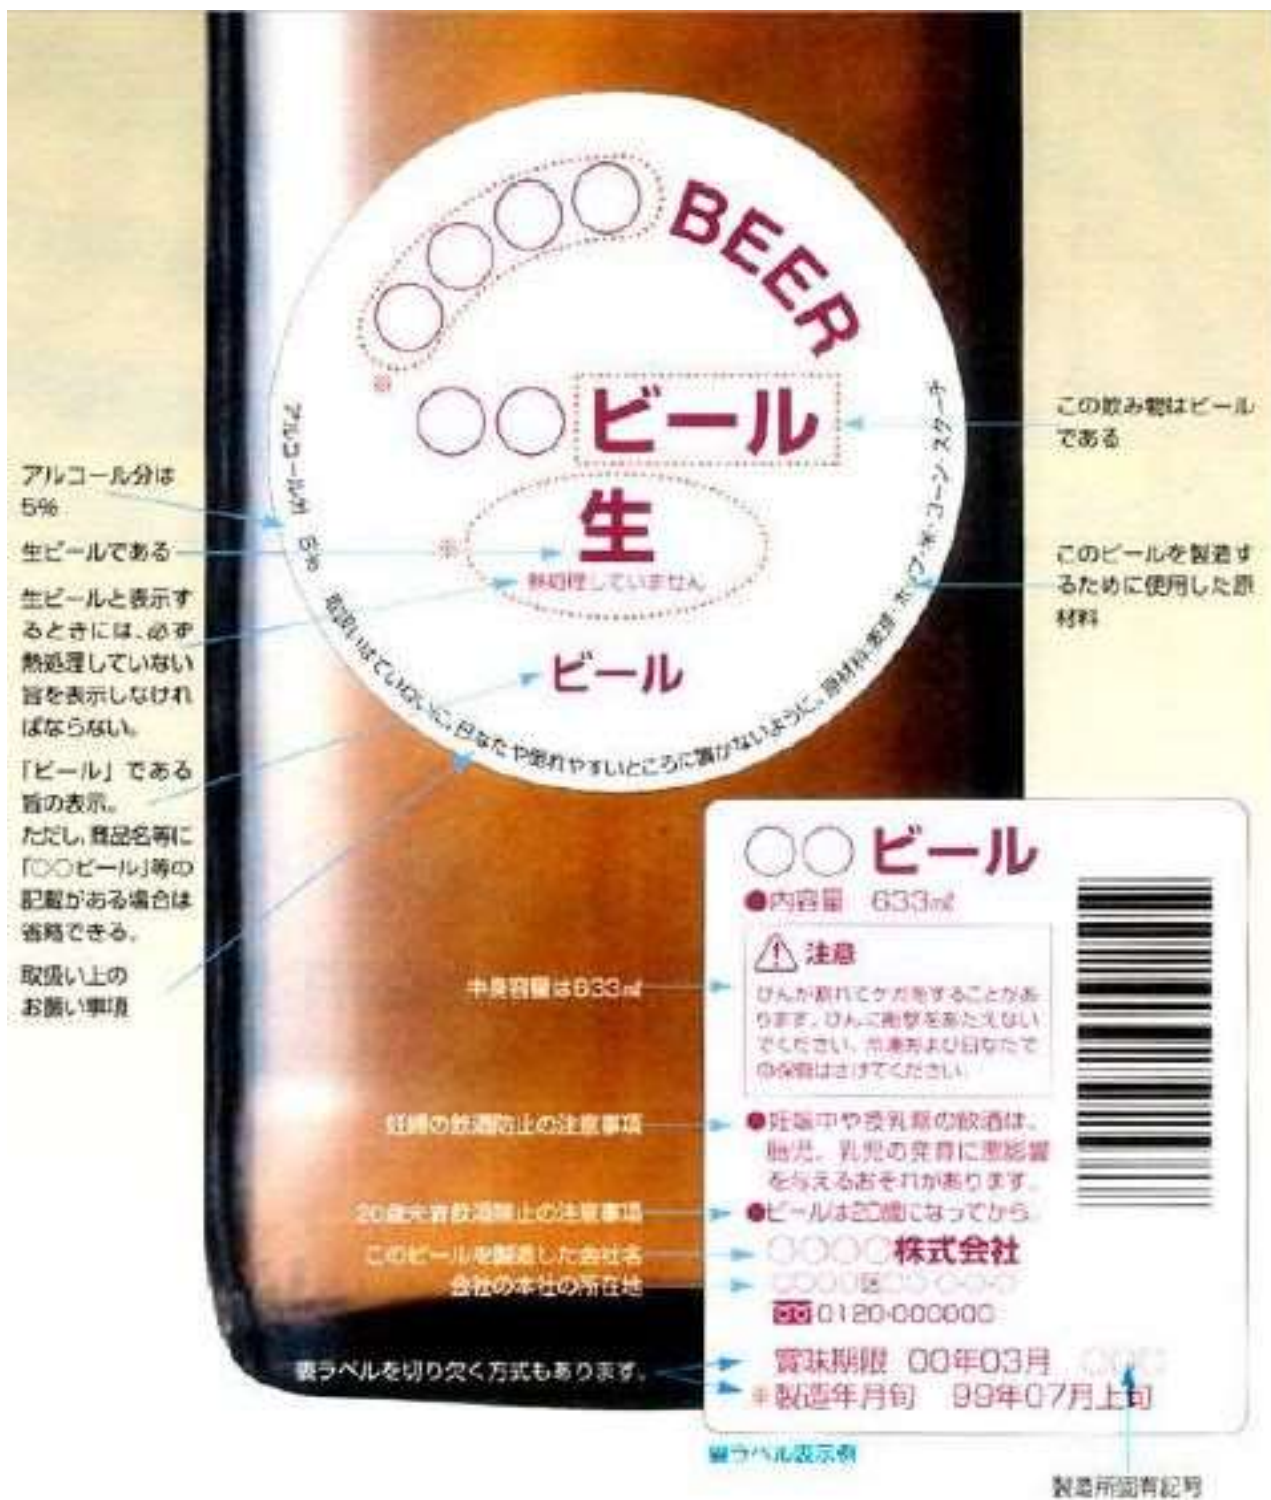 ○○○○ BEER
※
○○ビール
生
※
熱処理していません
ビール
アルコール分 5%
取扱いはていねいに、日なたや倒れやすいところに置かないように。
原材料:麦芽・ホップ・米・コーン・スターチ
この飲み物はビール
である
このビールを製造す
るために使用した原
材料
アルコール分は
5%
生ビールである
生ビールと表示す
るときには、必ず
熱処理していない
旨を表示しなけれ
ばならない。
「ビール」である
旨の表示。
ただし、商品名等に
「○○ビール」等の
記載がある場合は
省略できる。
取扱い上の
お願い事項
中身容量は633㎖
妊婦の飲酒防止の注意事項
20歳未満飲酒防止の注意事項
このビールを製造した会社名
会社の本社の所在地
裏ラベルを切り欠く方式もあります。
○○ビール
●内容量 633㎖
注意
びんが割れてケガをすることがあ
ります。びんに衝撃をあたえない
でください。冷凍および日なたで
の保管はさけてください。
●妊娠中や授乳期の飲酒は、
胎児、乳児の発育に悪影響
を与えるおそれがあります。
●ビールは20歳になってから。
○○○○株式会社
○○○○区○○ ○-○-○
0120-000000
賞味期限 00年03月 ○○○
※製造年月旬 99年07月上旬
ラベル表示例
製造所固有記号